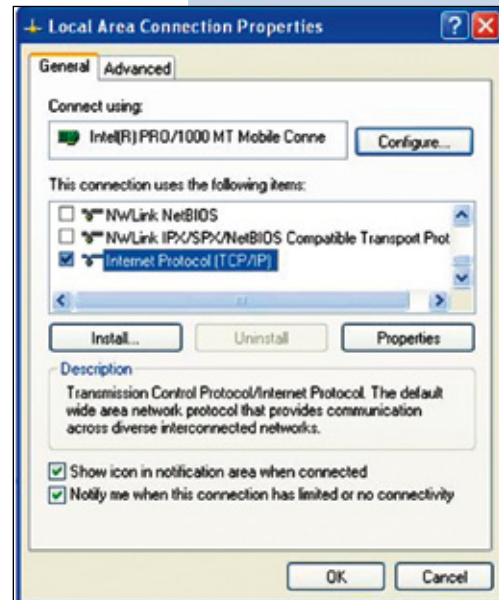 Local Area Connection Properties
General Advanced
Connect using:
Intel(R) PRO/1000 MT Mobile Conne
Configure...
This connection uses the following items:
NWLink NetBIOS
NWLink IPX/SPX/NetBIOS Compatible Transport Prot
Internet Protocol (TCP/IP)
Install... Uninstall Properties
Description
Transmission Control Protocol/Internet Protocol. The default
wide area network protocol that provides communication
across diverse interconnected networks.
Show icon in notification area when connected
Notify me when this connection has limited or no connectivity
OK Cancel